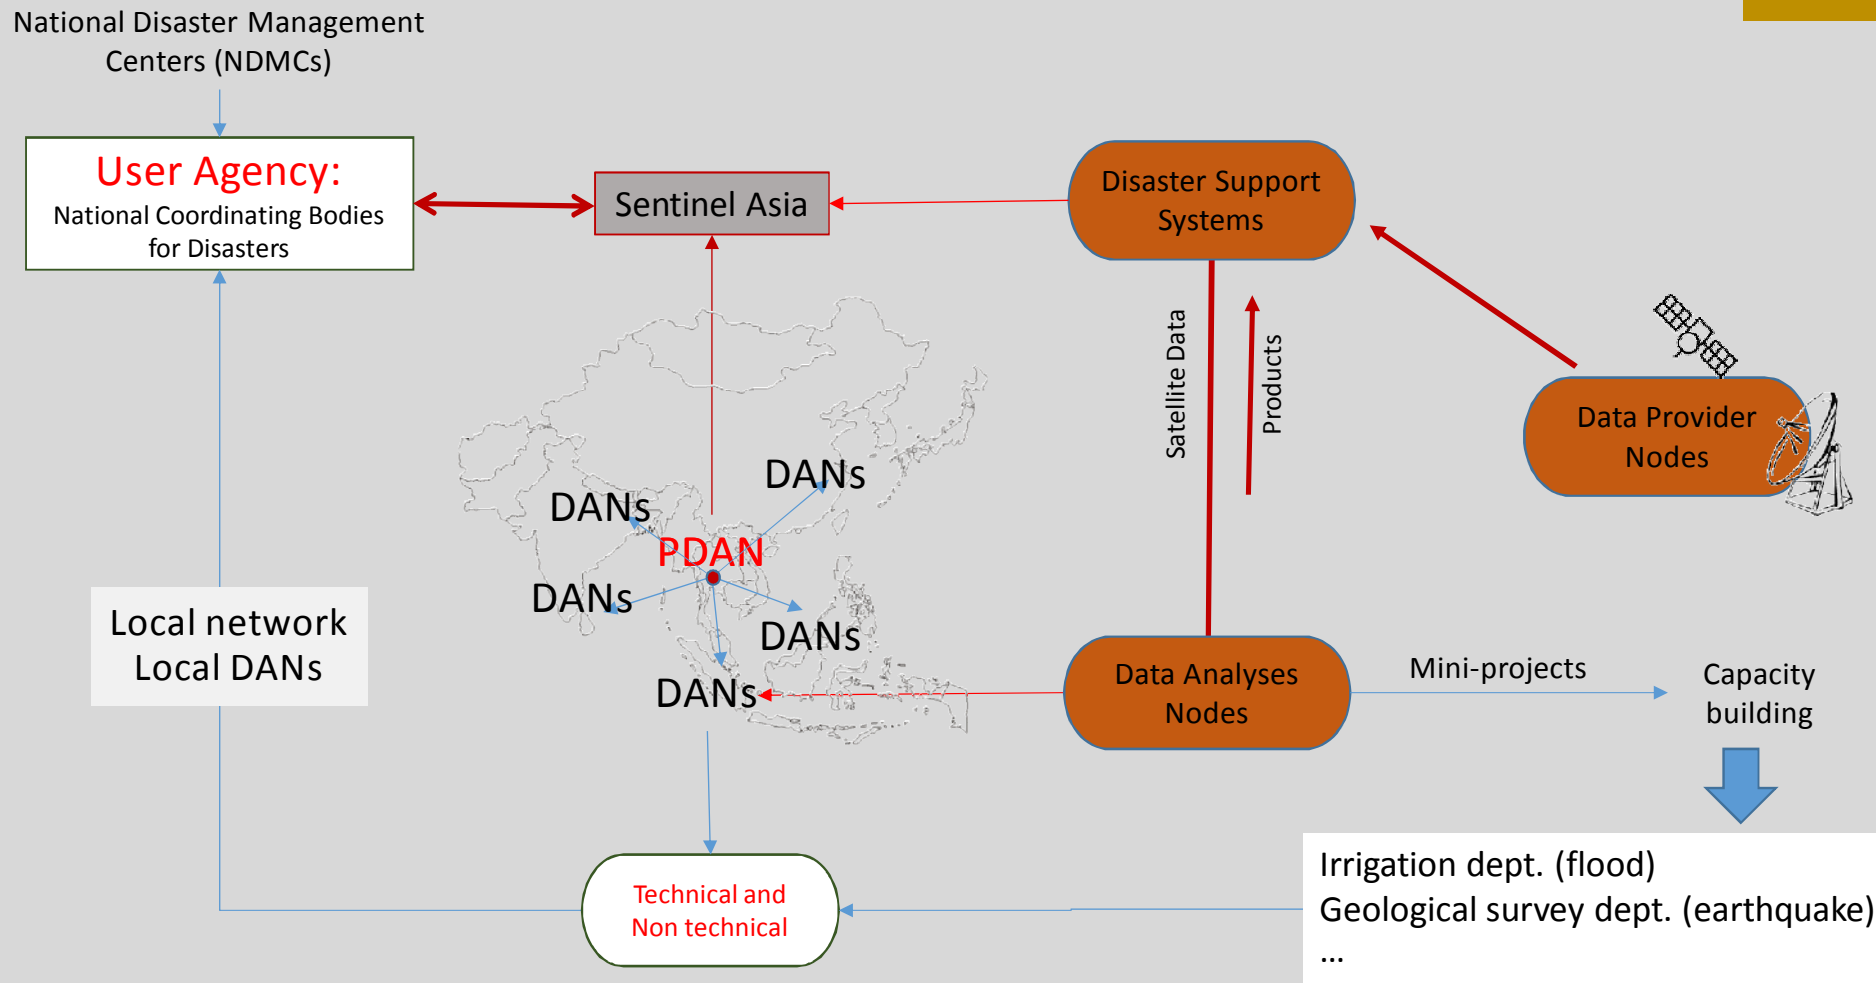 National Disaster Management
Centers (NDMCs)
User Agency:
National Coordinating Bodies
for Disasters
Sentinel Asia
Disaster Support
Systems
Satellite Data
Products
Data Provider
Nodes
DANs
DANs
PDAN
DANs
DANs
DANs
Local network
Local DANs
Data Analyses
Nodes
Mini-projects
Capacity
building
Technical and
Non technical
Irrigation dept. (flood)
Geological survey dept. (earthquake)
...